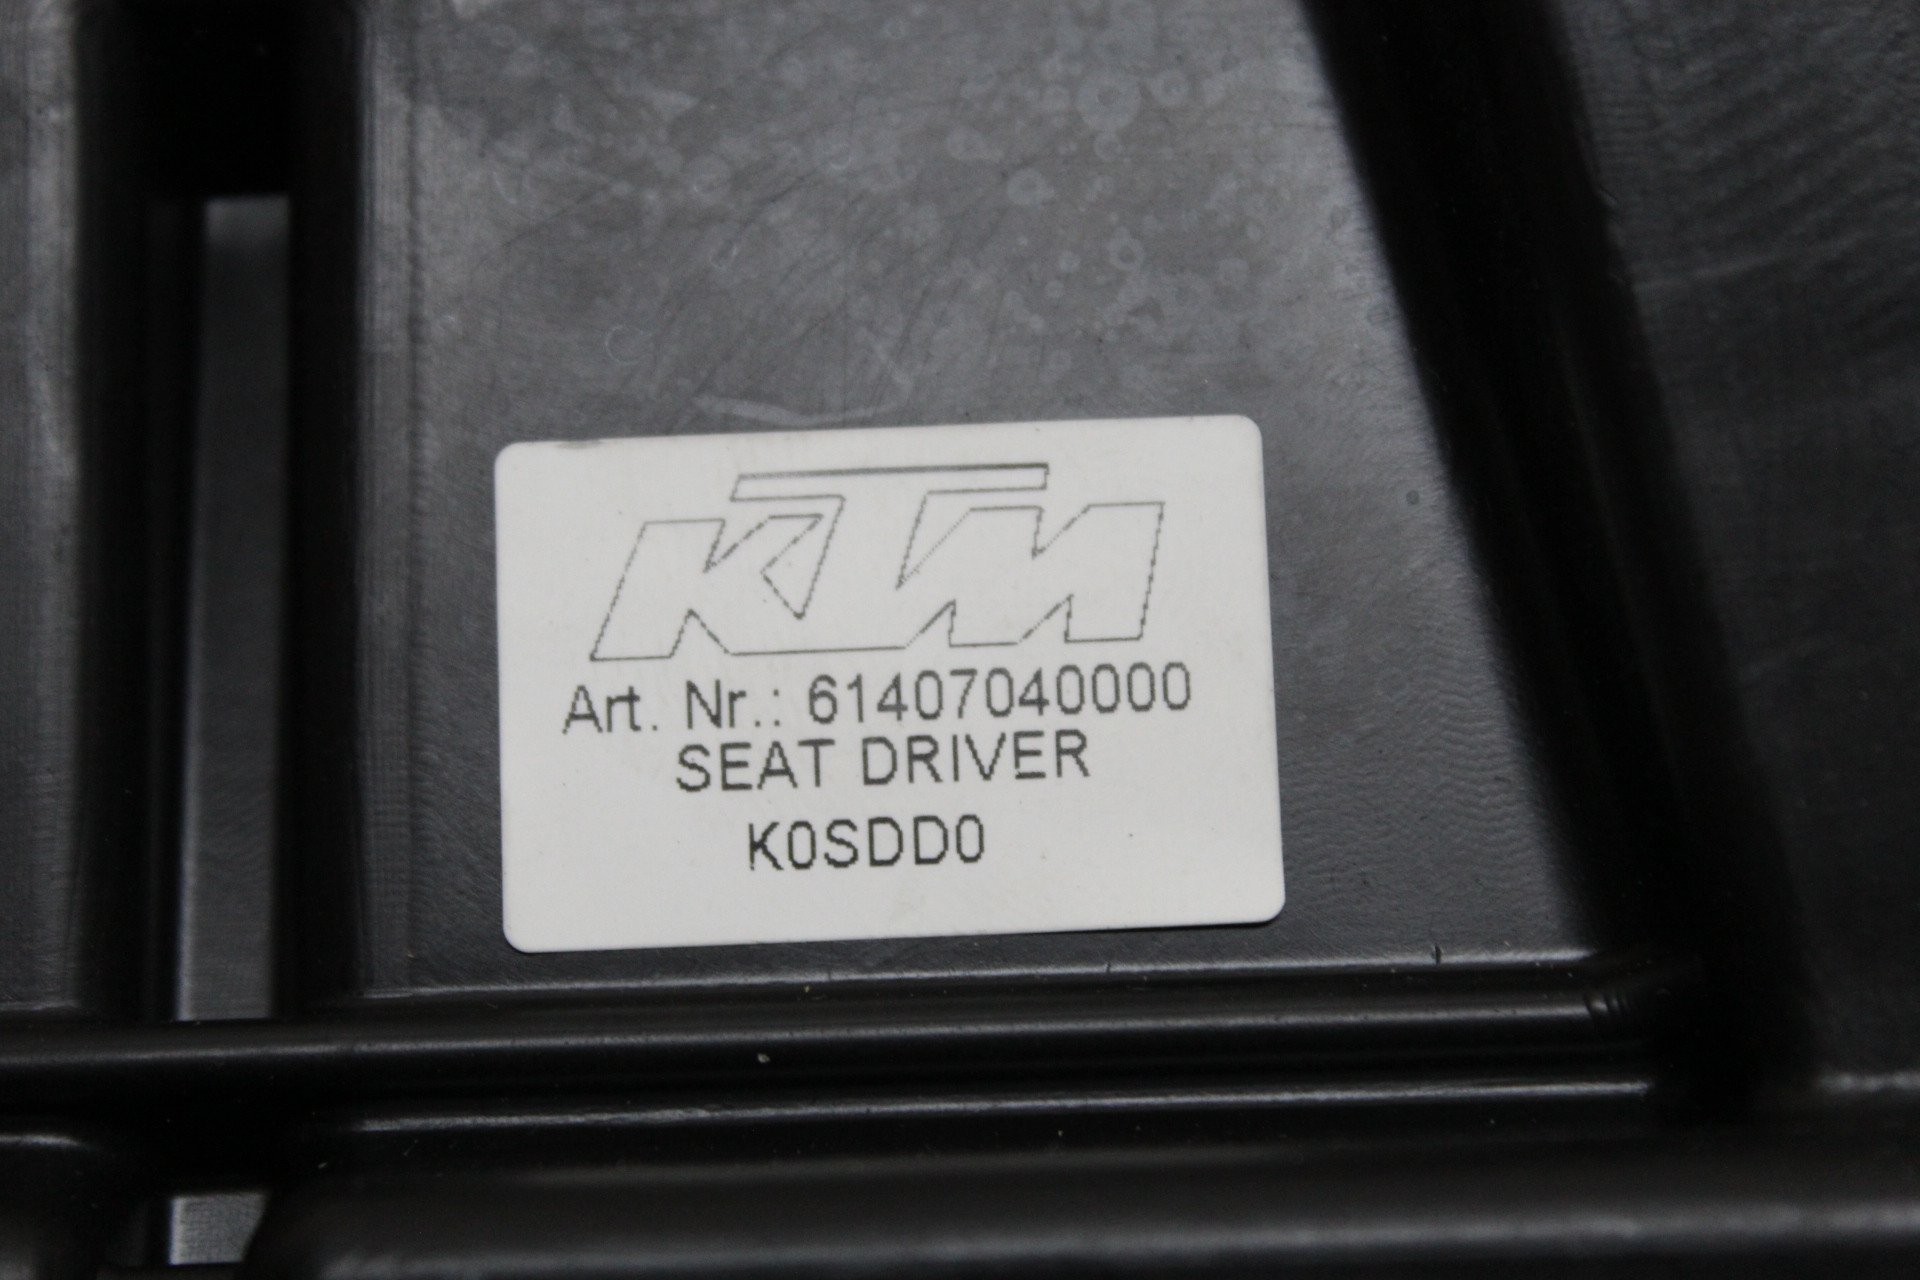 KTM
Art. Nr.: 61407040000
SEAT DRIVER
K0SDD0